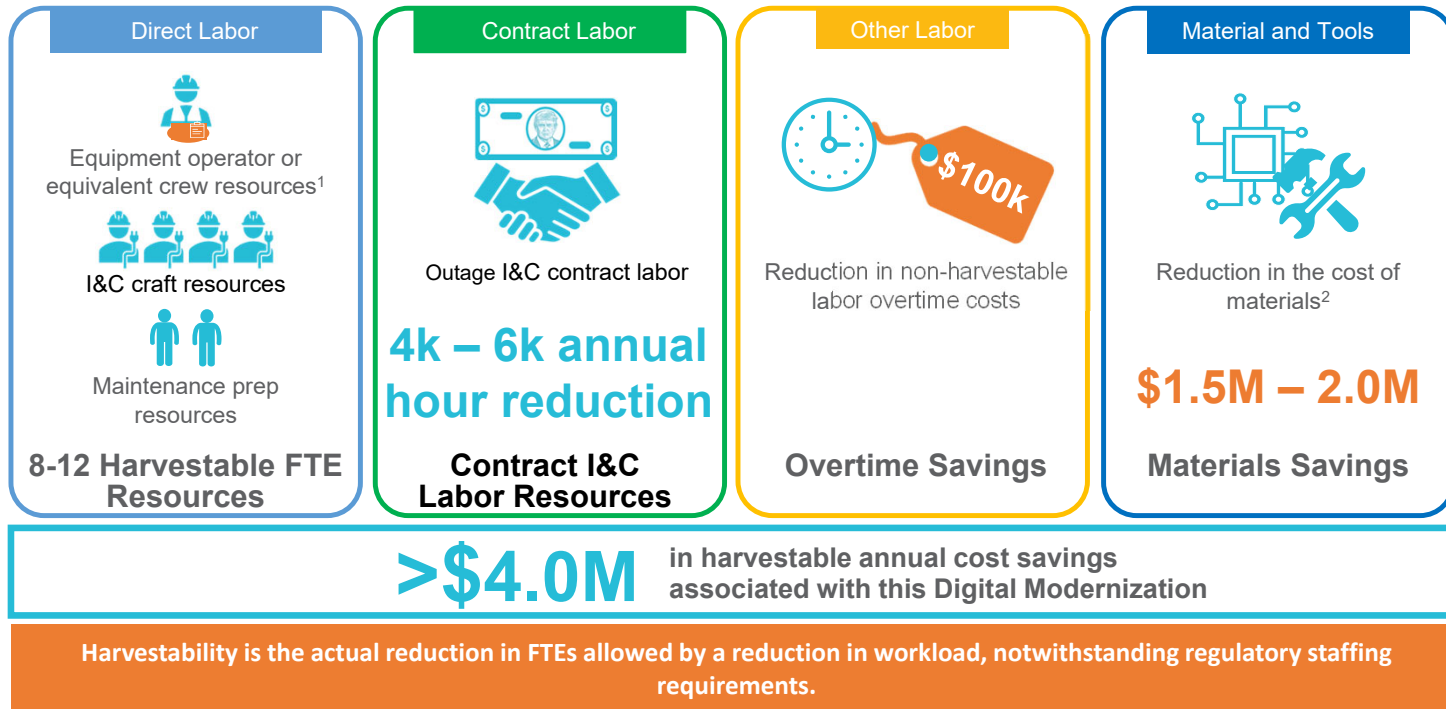 Direct Labor
Equipment operator or
equivalent crew resources¹
I&C craft resources
Maintenance prep
resources
8-12 Harvestable FTE
Resources
Contract Labor
Outage I&C contract labor
4k – 6k annual
hour reduction
Contract I&C
Labor Resources
Other Labor
$100k
Reduction in non-harvestable
labor overtime costs
Overtime Savings
Material and Tools
Reduction in the cost of
materials²
$1.5M – 2.0M
Materials Savings
>$4.0M
in harvestable annual cost savings
associated with this Digital Modernization
Harvestability is the actual reduction in FTEs allowed by a reduction in workload, notwithstanding regulatory staffing
requirements.